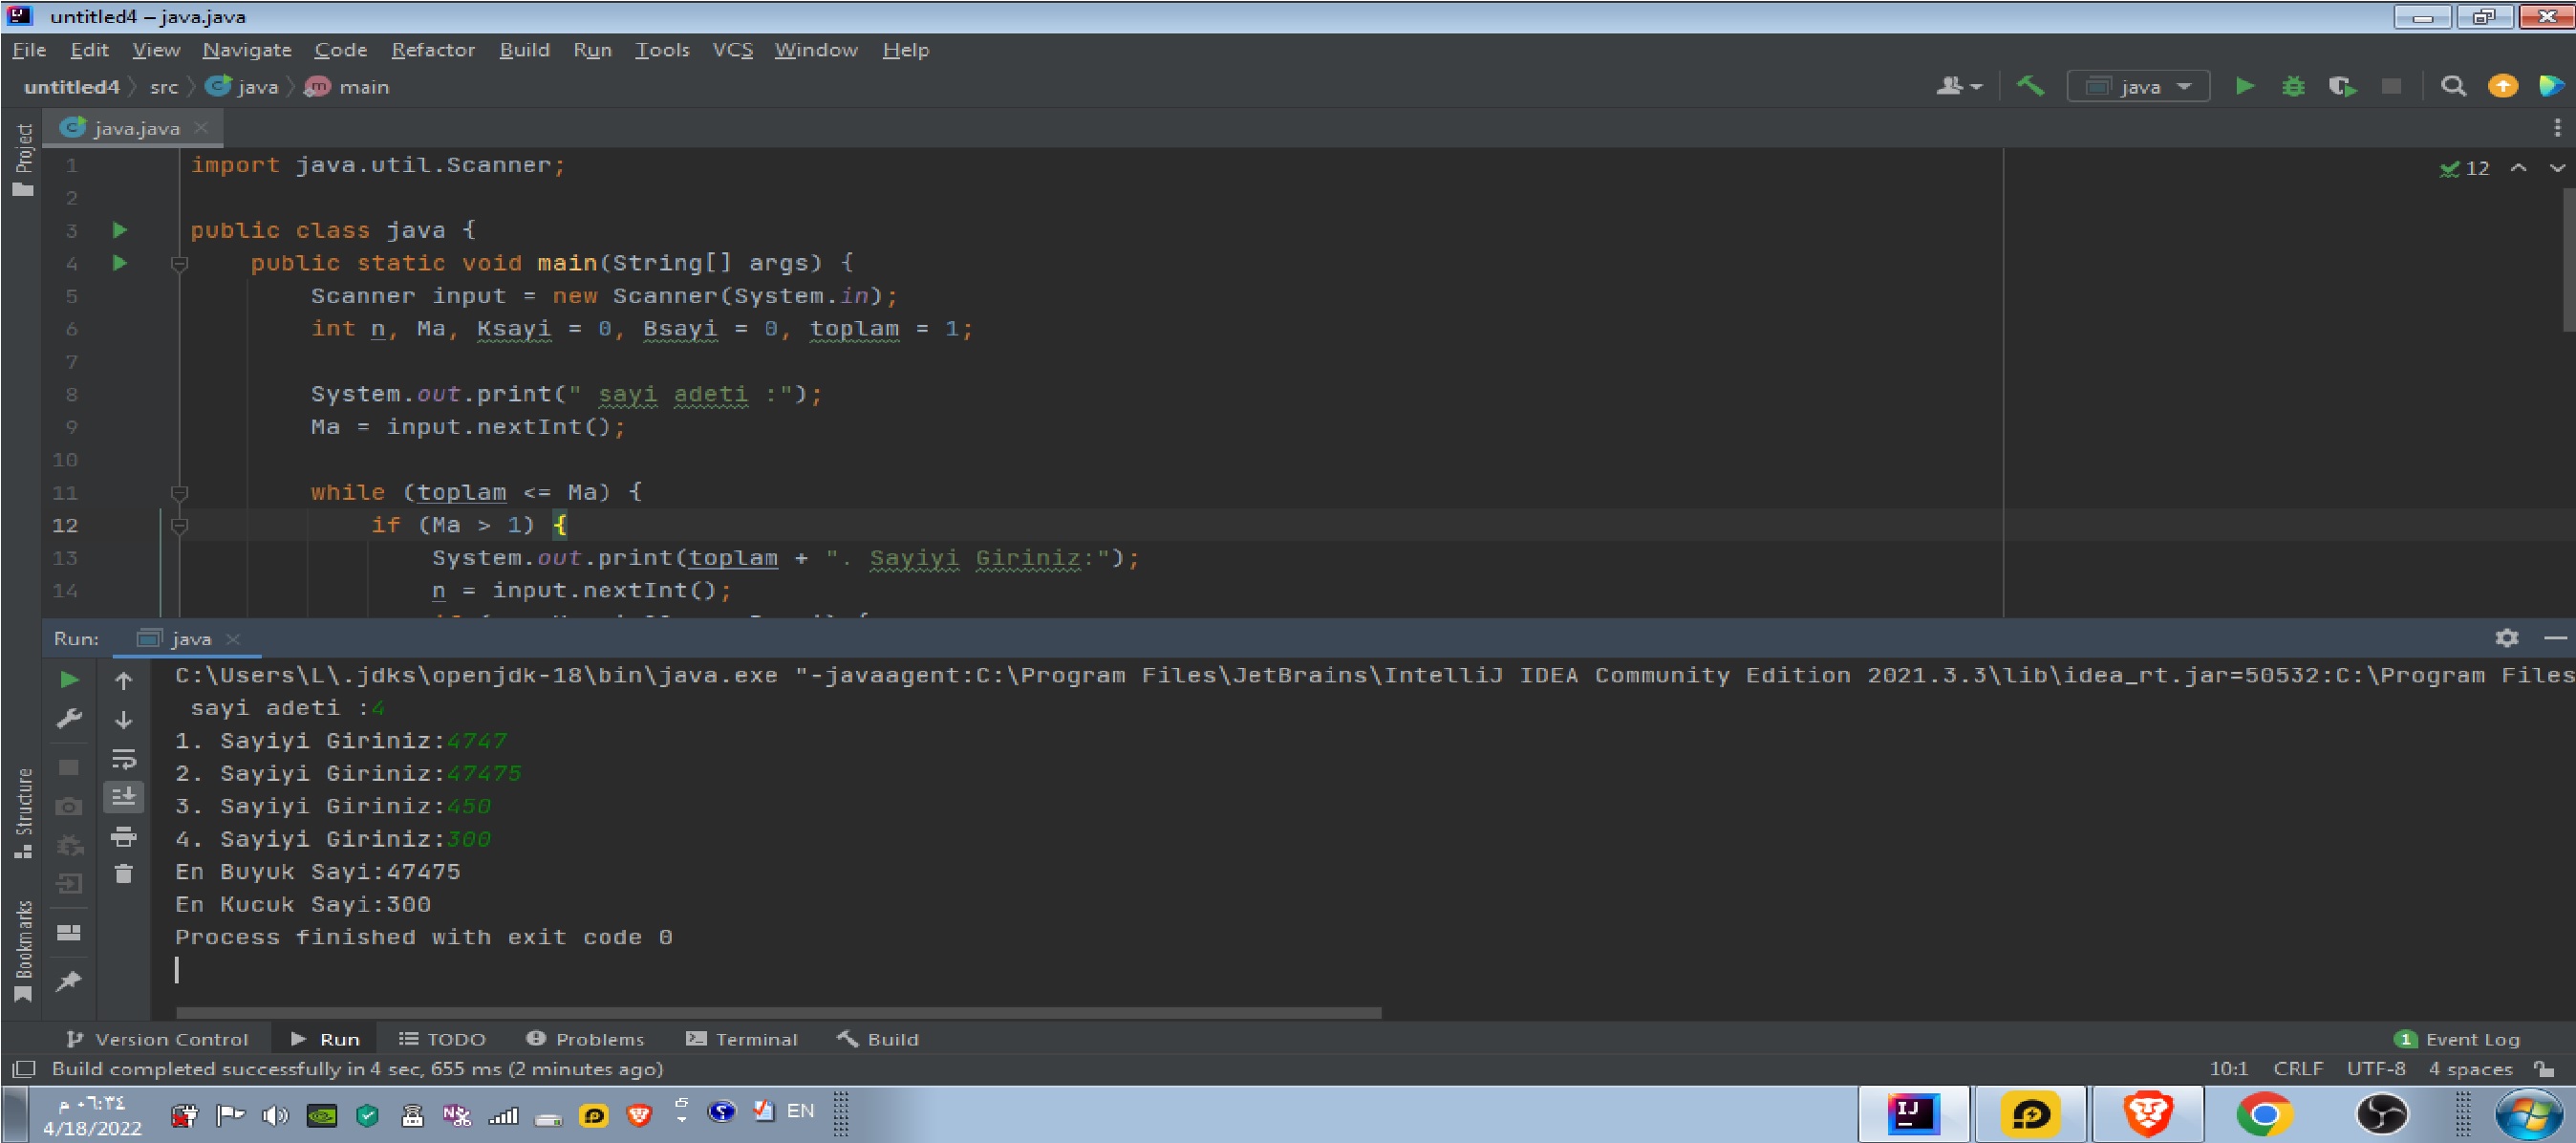 untitled4 – java.java
File Edit View Navigate Code Refactor Build Run Tools VCS Window Help
untitled4 src java main java
Project
java.java
1 import java.util.Scanner; 12
2
3 public class java {
4 public static void main(String[] args) {
5 Scanner input = new Scanner(System.in);
6 int n, Ma, Ksayi = 0, Bsayi = 0, toplam = 1;
7
8 System.out.print(" sayi adeti :");
9 Ma = input.nextInt();
10
11 while (toplam <= Ma) {
12 if (Ma > 1) {
13 System.out.print(toplam + ". Sayiyi Giriniz:");
14 n = input.nextInt();
Run: java
C:\Users\L\.jdks\openjdk-18\bin\java.exe "-javaagent:C:\Program Files\JetBrains\IntelliJ IDEA Community Edition 2021.3.3\lib\idea_rt.jar=50532:C:\Program Files
sayi adeti :4
1. Sayiyi Giriniz:4747
2. Sayiyi Giriniz:47475
3. Sayiyi Giriniz:450
4. Sayiyi Giriniz:300
En Buyuk Sayi:47475
En Kucuk Sayi:300
Process finished with exit code 0
Structure
Bookmarks
Version Control Run TODO Problems Terminal Build 1 Event Log
Build completed successfully in 4 sec, 655 ms (2 minutes ago) 10:1 CRLF UTF-8 4 spaces
٠٦:٣٤ م
4/18/2022
EN
IJ